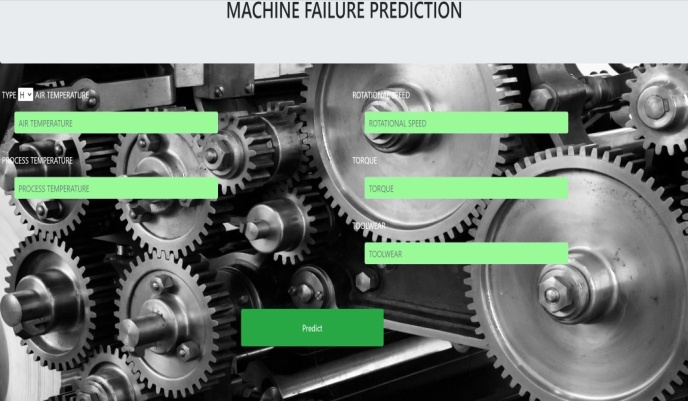 MACHINE FAILURE PREDICTION
TYPE H AIR TEMPERATURE
AIR TEMPERATURE
PROCESS TEMPERATURE
PROCESS TEMPERATURE
ROTATIONAL SPEED
ROTATIONAL SPEED
TORQUE
TORQUE
TOOLWEAR
TOOLWEAR
Predict